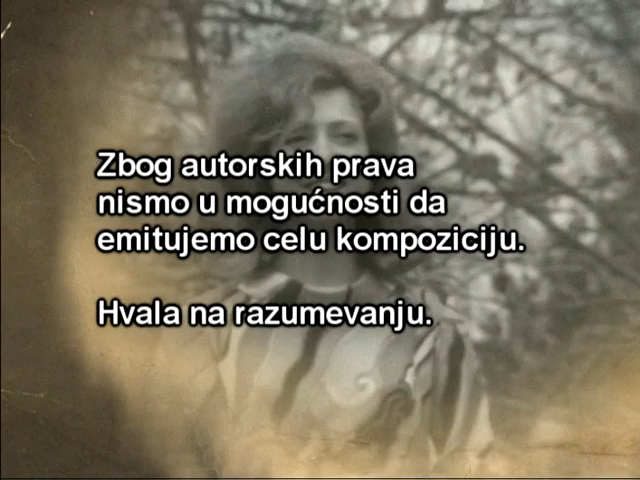 Zbog autorskih prava
nismo u mogućnosti da
emitujemo celu kompoziciju.
Hvala na razumevanju.